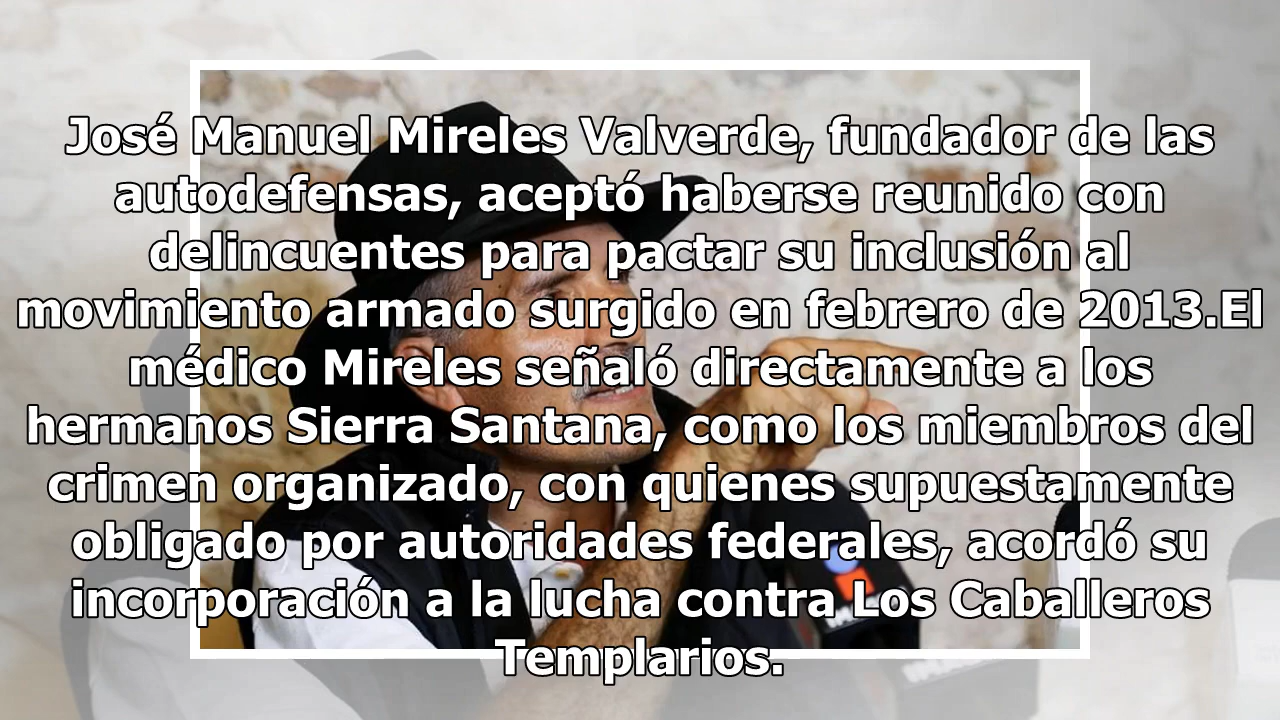 José Manuel Mireles Valverde, fundador de las
autodefensas, aceptó haberse reunido con
delincuentes para pactar su inclusión al
movimiento armado surgido en febrero de 2013.El
médico Mireles señaló directamente a los
hermanos Sierra Santana, como los miembros del
crimen organizado, con quienes supuestamente
obligado por autoridades federales, acordó su
incorporación a la lucha contra Los Caballeros
Templarios.